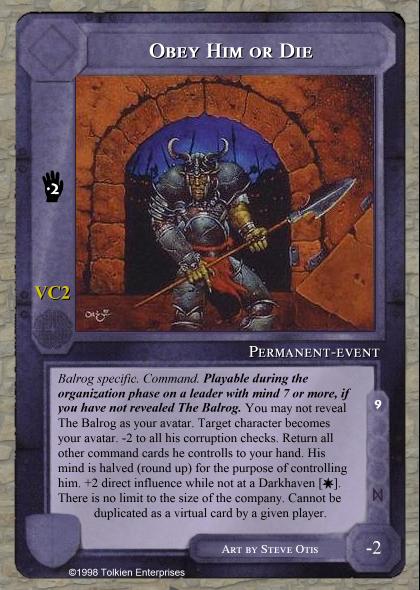 OBEY HIM OR DIE
·2
VC2
Otis
PERMANENT-EVENT
Balrog specific. Command. Playable during the
organization phase on a leader with mind 7 or more, if
you have not revealed The Balrog. You may not reveal
The Balrog as your avatar. Target character becomes
your avatar. -2 to all his corruption checks. Return all
other command cards he controls to your hand. His
mind is halved (round up) for the purpose of controlling
him. +2 direct influence while not at a Darkhaven [✷].
There is no limit to the size of the company. Cannot be
duplicated as a virtual card by a given player.
9
ART BY STEVE OTIS
-2
©1998 Tolkien Enterprises